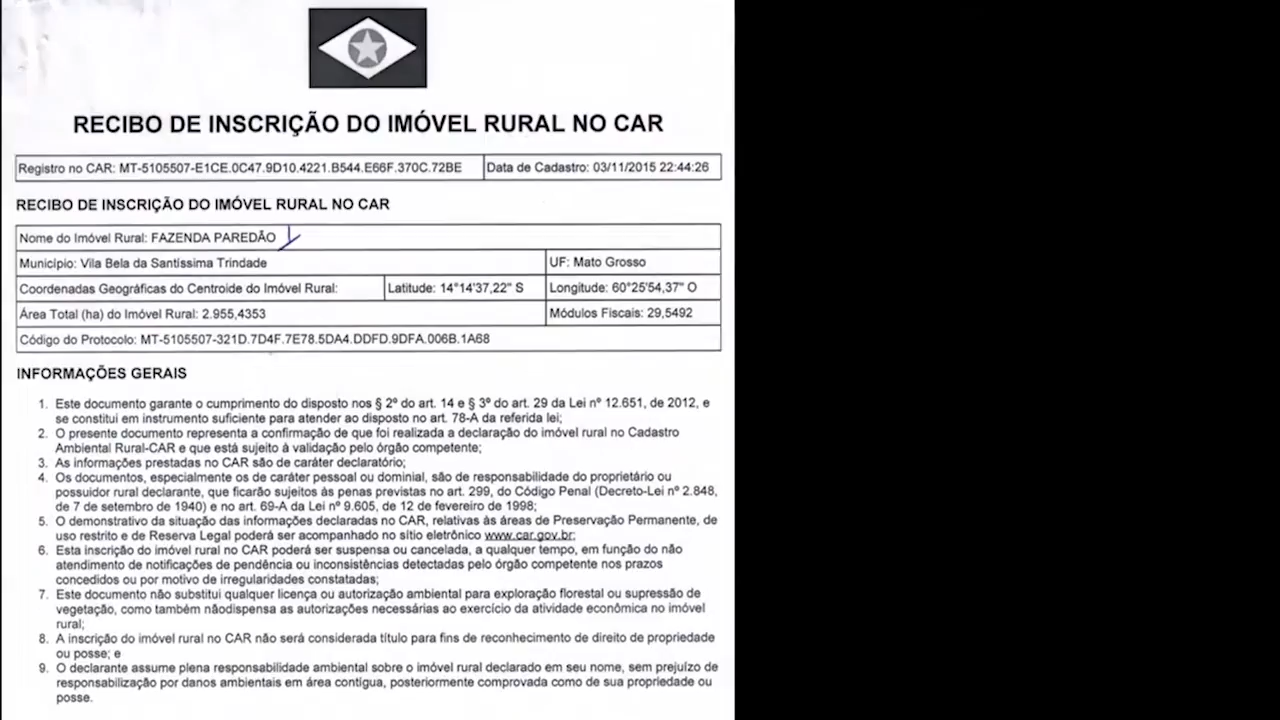 RECIBO DE INSCRIÇÃO DO IMÓVEL RURAL NO CAR
Registro no CAR: MT-5105507-E1CE.0C47.9D10.4221.B544.E66F.370C.72BE Data de Cadastro: 03/11/2015 22:44:26
RECIBO DE INSCRIÇÃO DO IMÓVEL RURAL NO CAR
Nome do Imóvel Rural: FAZENDA PAREDÃO
Município: Vila Bela da Santíssima Trindade UF: Mato Grosso
Coordenadas Geográficas do Centroide do Imóvel Rural: Latitude: 14°14'37,22" S Longitude: 60°25'54,37" O
Área Total (ha) do Imóvel Rural: 2.955,4353 Módulos Fiscais: 29,5492
Código do Protocolo: MT-5105507-321D.7D4F.7E78.5DA4.DDFD.9DFA.006B.1A68
INFORMAÇÕES GERAIS
1. Este documento garante o cumprimento do disposto nos § 2º do art. 14 e § 3º do art. 29 da Lei nº 12.651, de 2012, e
se constitui em instrumento suficiente para atender ao disposto no art. 78-A da referida lei;
2. O presente documento representa a confirmação de que foi realizada a declaração do imóvel rural no Cadastro
Ambiental Rural-CAR e que está sujeito à validação pelo órgão competente;
3. As informações prestadas no CAR são de caráter declaratório;
4. Os documentos, especialmente os de caráter pessoal ou dominial, são de responsabilidade do proprietário ou
possuidor rural declarante, que ficarão sujeitos às penas previstas no art. 299, do Código Penal (Decreto-Lei nº 2.848,
de 7 de setembro de 1940) e no art. 69-A da Lei nº 9.605, de 12 de fevereiro de 1998;
5. O demonstrativo da situação das informações declaradas no CAR, relativas às áreas de Preservação Permanente, de
uso restrito e de Reserva Legal poderá ser acompanhado no sítio eletrônico www.car.gov.br;
6. Esta inscrição do imóvel rural no CAR poderá ser suspensa ou cancelada, a qualquer tempo, em função do não
atendimento de notificações de pendência ou inconsistências detectadas pelo órgão competente nos prazos
concedidos ou por motivo de irregularidades constatadas;
7. Este documento não substitui qualquer licença ou autorização ambiental para exploração florestal ou supressão de
vegetação, como também nãodispensa as autorizações necessárias ao exercício da atividade econômica no imóvel
rural;
8. A inscrição do imóvel rural no CAR não será considerada título para fins de reconhecimento de direito de propriedade
ou posse; e
9. O declarante assume plena responsabilidade ambiental sobre o imóvel rural declarado em seu nome, sem prejuízo de
responsabilização por danos ambientais em área contígua, posteriormente comprovada como de sua propriedade ou
posse.